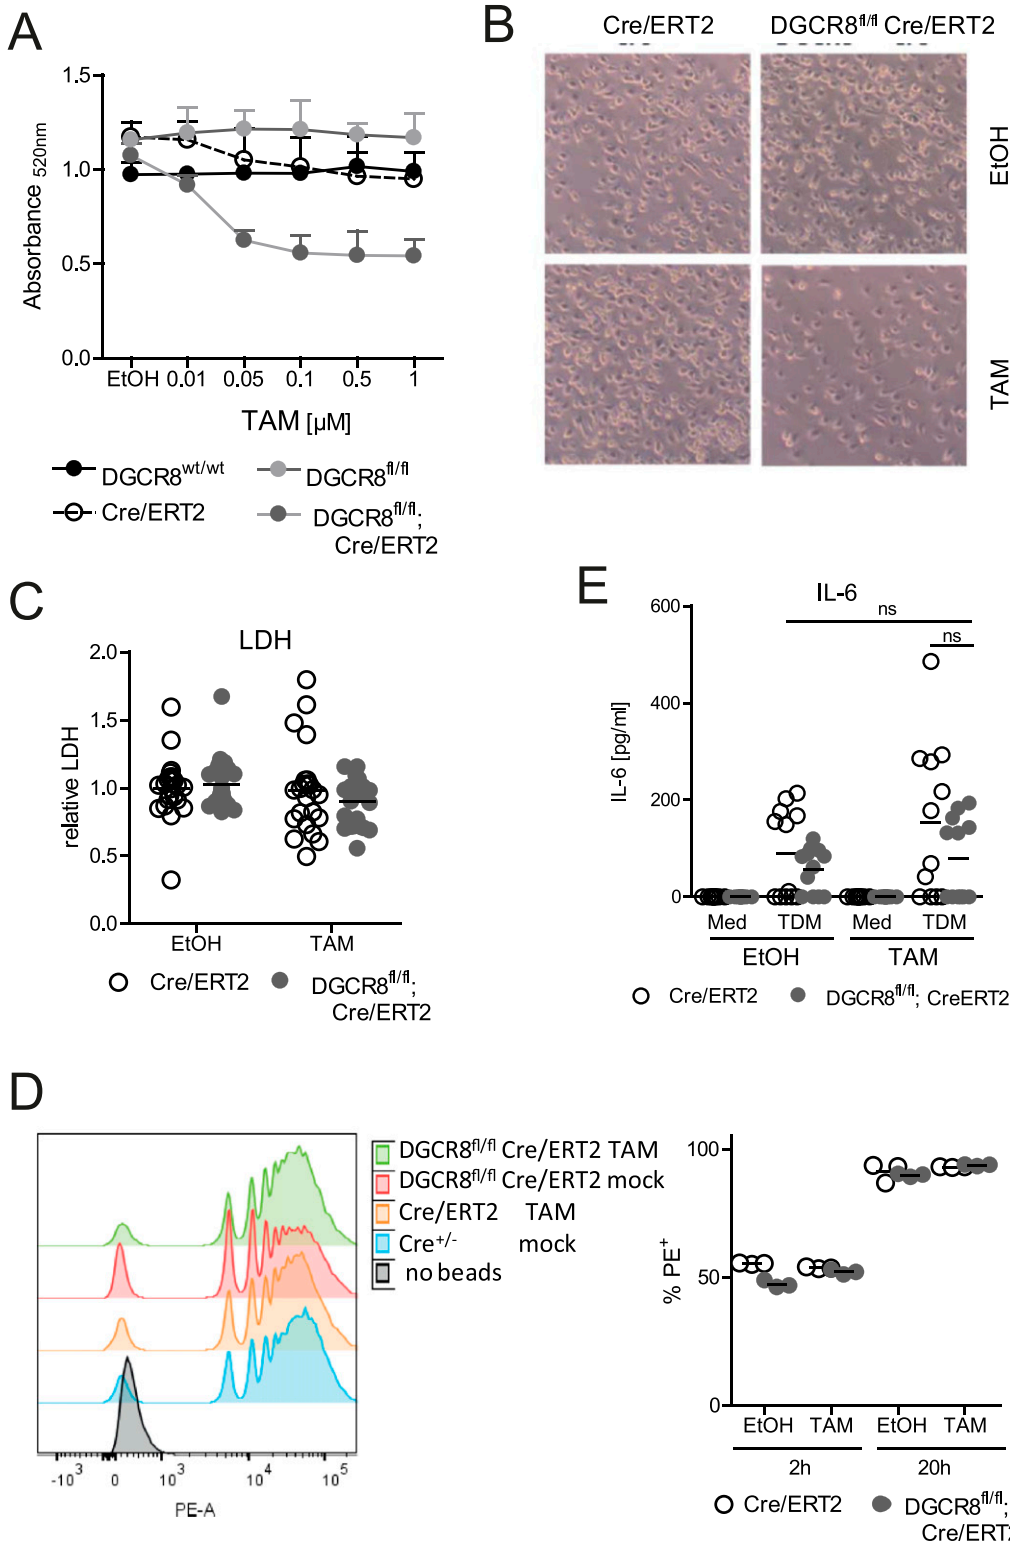 A
Absorbance 520nm
1.5
1.0
0.5
0.0
EtOH 0.01 0.05 0.1 0.5 1
TAM [µM]
DGCR8wt/wt
DGCR8fl/fl
Cre/ERT2
DGCR8fl/fl;
Cre/ERT2
B
Cre/ERT2
DGCR8fl/fl Cre/ERT2
EtOH
TAM
C
LDH
relative LDH
2.0
1.5
1.0
0.5
0.0
EtOH TAM
Cre/ERT2
DGCR8fl/fl;
Cre/ERT2
E
IL-6
ns
ns
IL-6 [pg/ml]
600
400
200
0
Med TDM Med TDM
EtOH TAM
Cre/ERT2
DGCR8fl/fl; CreERT2
D
DGCR8fl/fl Cre/ERT2 TAM
DGCR8fl/fl Cre/ERT2 mock
Cre/ERT2 TAM
Cre+/- mock
no beads
-103 0 103 104 105
PE-A
% PE+
100
50
0
EtOH TAM EtOH TAM
2h 20h
Cre/ERT2
DGCR8fl/fl;
Cre/ERT2